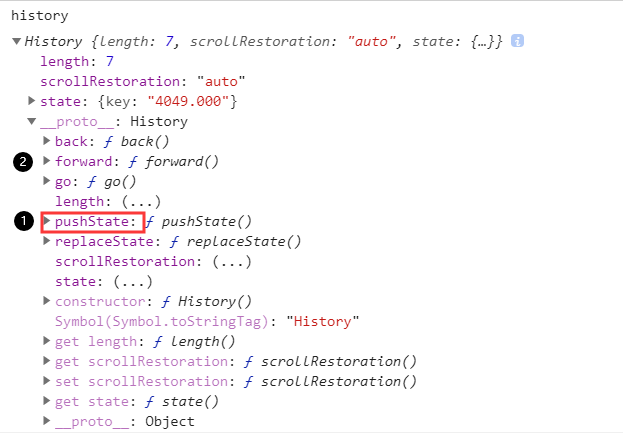 history
History {length: 7, scrollRestoration: "auto", state: {…}} i
length: 7
scrollRestoration: "auto"
state: {key: "4049.000"}
__proto__: History
back: ƒ back()
2 forward: ƒ forward()
go: ƒ go()
length: (...)
1 pushState: ƒ pushState()
replaceState: ƒ replaceState()
scrollRestoration: (...)
state: (...)
constructor: ƒ History()
Symbol(Symbol.toStringTag): "History"
get length: ƒ length()
get scrollRestoration: ƒ scrollRestoration()
set scrollRestoration: ƒ scrollRestoration()
get state: ƒ state()
__proto__: Object